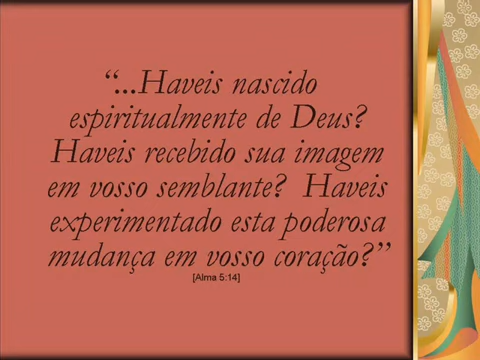 “...Haveis nascido
espiritualmente de Deus?
Haveis recebido sua imagem
em vosso semblante? Haveis
experimentado esta poderosa
mudança em vosso coração?”
[Alma 5:14]